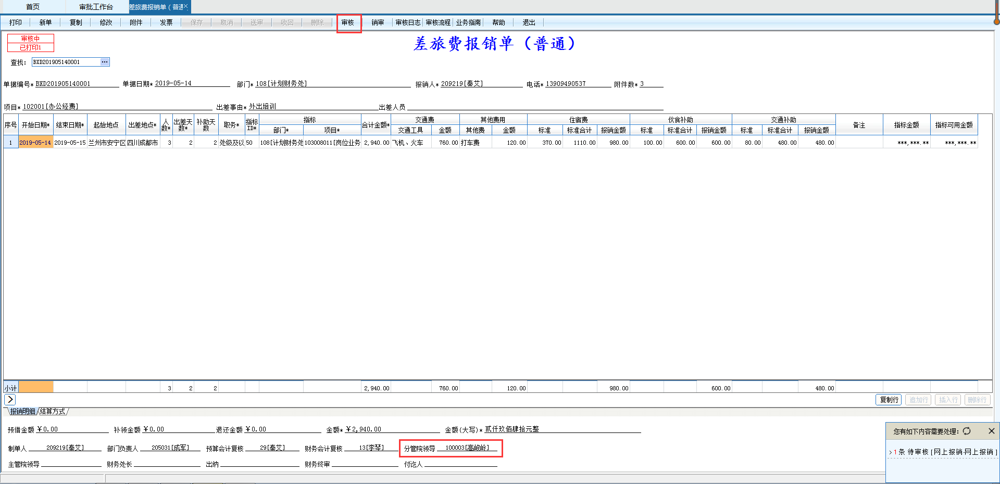 首页 审批工作台 差旅费报销单（普通 ×
打印 新单 复制 修改 附件 发票 保存 取消 送审 收回 删除 审核 销审 审核日志 审核流程 业务指南 帮助 退出
审核中
已打印1
差旅费报销单（普通）
查找： BXD201905140001 ...
单据编号* BXD201905140001 单据日期* 2019-05-14 部门* 108[计划财务处] 报销人* 209219[秦艾] 电话* 13909490537 附件数* 3
项目* 102001[办公经费] 出差事由* 外出培训 出差人员
序号 开始日期* 结束日期* 起始地点 出差地点* 人数* 出差天数* 补助天数 职务* 指标ID* 指标 合计金额* 交通费 其他费用 住宿费 伙食补助 交通补助 备注 指标金额 指标可用金额
部门* 项目* 交通工具 金额 其他费 金额 标准 标准合计 报销金额 标准 标准合计 报销金额 标准 标准合计 报销金额
1 2019-05-14 2019-05-15 兰州市安宁区 四川成都市 3 2 2 处级及以 50 108[计划财务处 103008011[岗位业务 2,940.00 飞机、火车 760.00 打车费 120.00 370.00 1110.00 980.00 100.00 600.00 600.00 80.00 480.00 480.00 ***,***.** ***,***.**
小计 3 2 2 2,940.00 760.00 120.00 980.00 600.00 480.00
> 复制行 追加行 插入行 删除行
报销明细 结算方式
预借金额 ￥0.00 补领金额 ￥0.00 退还金额 ￥0.00 金额* ￥2,940.00 金额(大写)* 贰仟玖佰肆拾元整
制单人 209219[秦艾] 部门负责人 205031[成军] 预算会计复核 29[秦艾] 财务会计复核 13[李琴] 分管院领导 100003[高峻岭]
主管院领导 财务处长 出纳 财务终审 付讫人
您有如下内容需要处理： ×
>1条 待审核 [网上报销-网上报销]